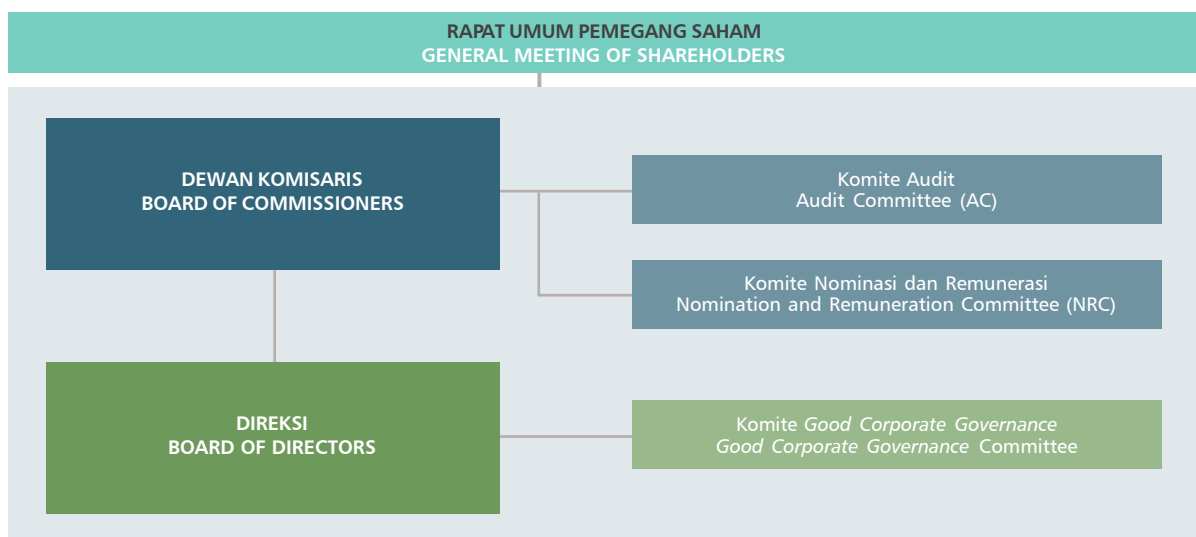 RAPAT UMUM PEMEGANG SAHAM
GENERAL MEETING OF SHAREHOLDERS
DEWAN KOMISARIS
BOARD OF COMMISSIONERS
Komite Audit
Audit Committee (AC)
Komite Nominasi dan Remunerasi
Nomination and Remuneration Committee (NRC)
DIREKSI
BOARD OF DIRECTORS
Komite Good Corporate Governance
Good Corporate Governance Committee